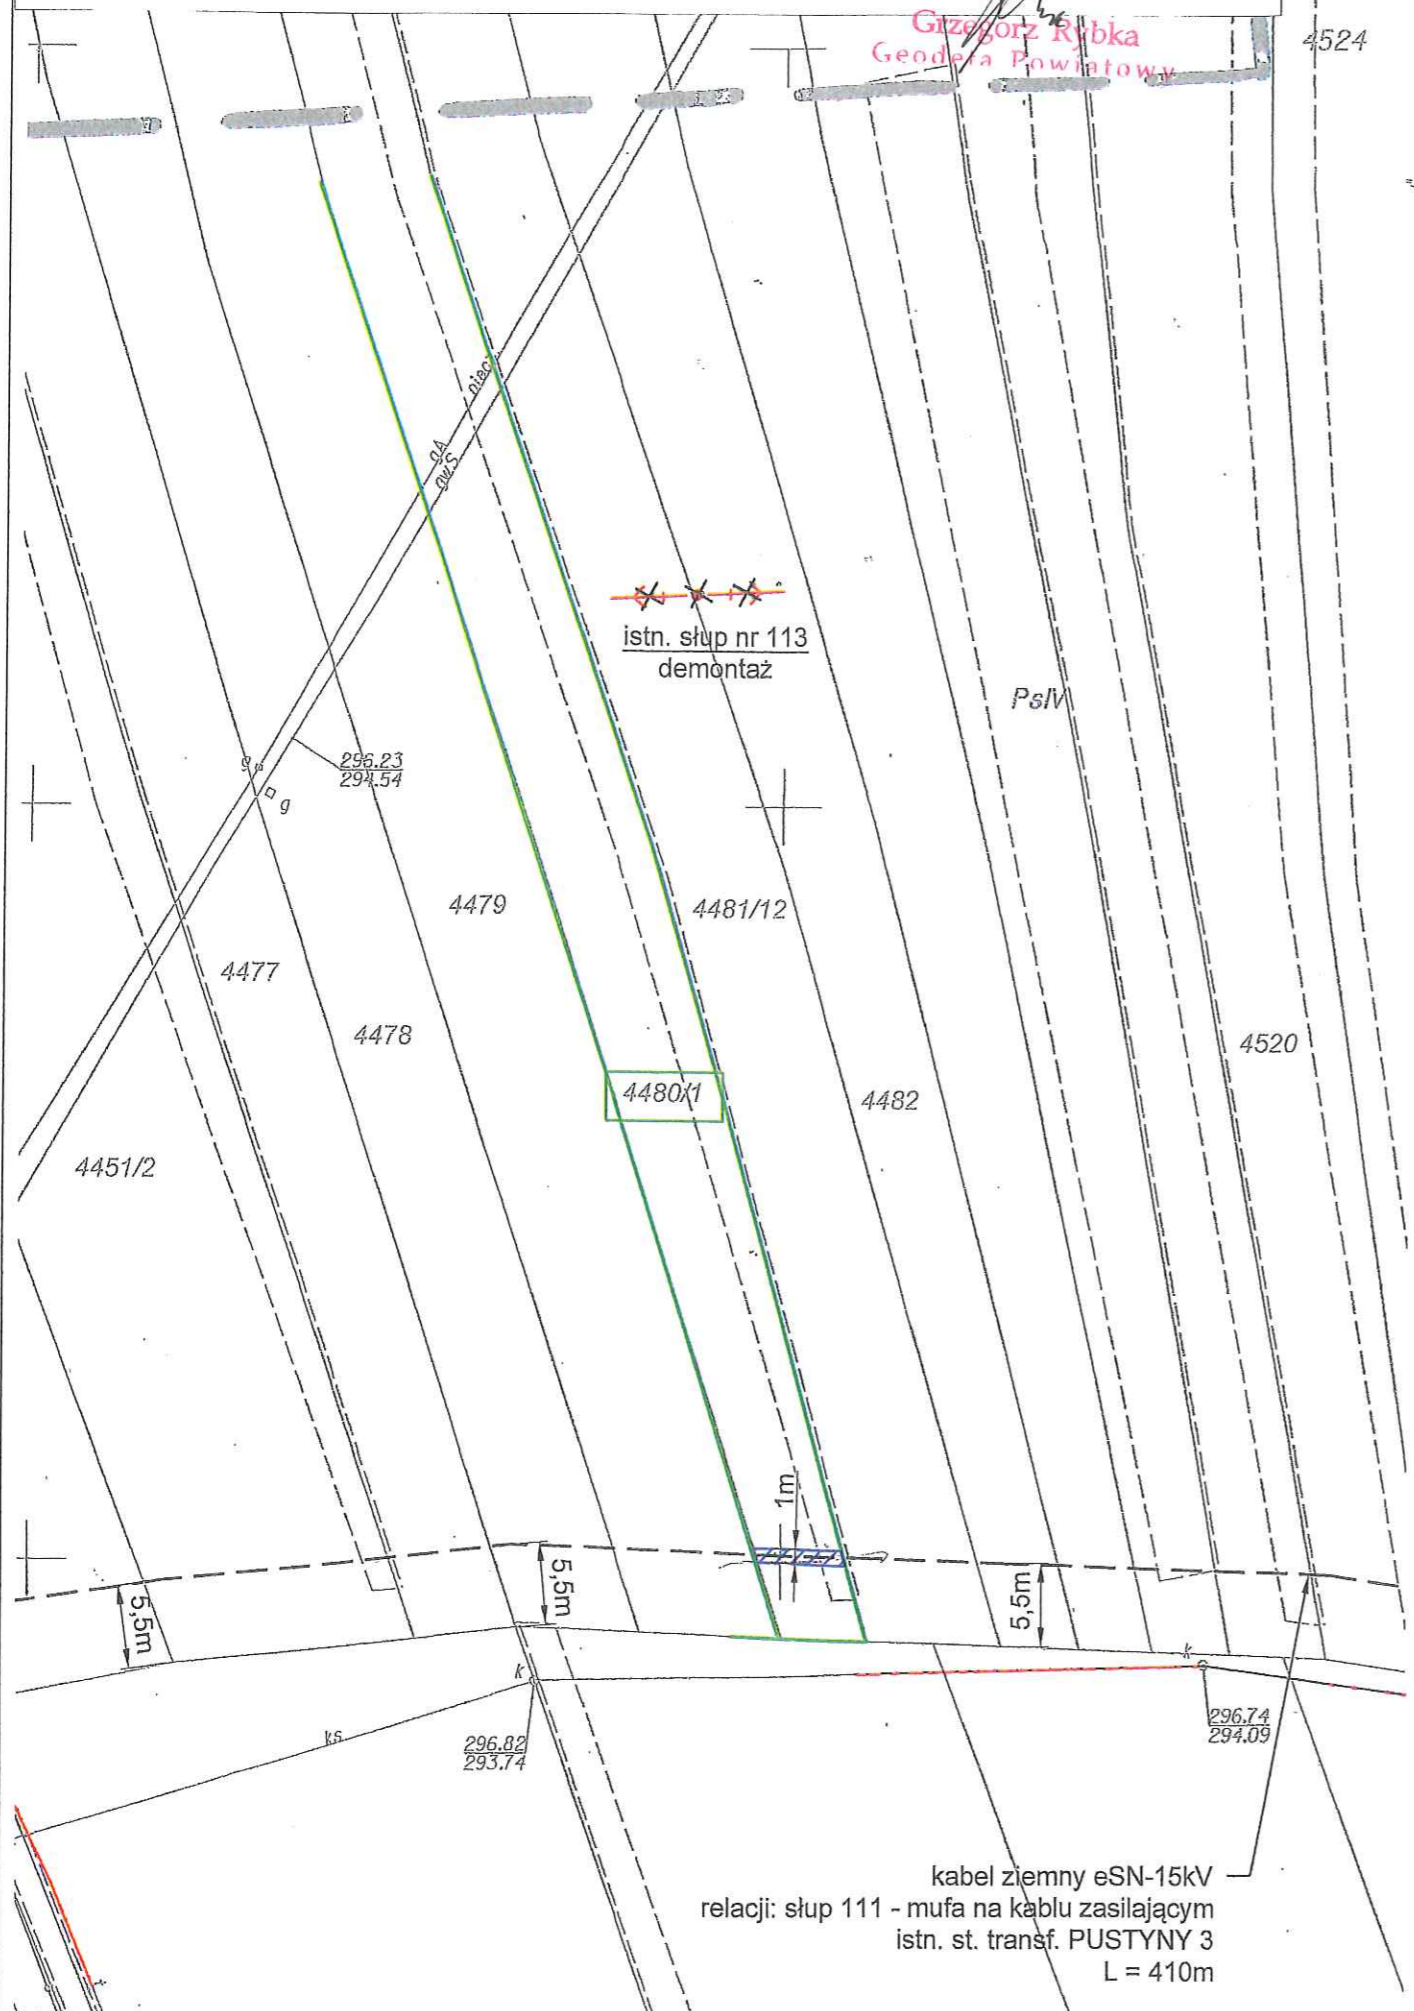 Grzegorz Rybka
Geodeta Powiatowy
4524
gA
gwS
istn. słup nr 113
demontaż
PsIV
296.23
294.54
g
g
4479
4481/12
4477
4478
4520
4480/1
4482
4451/2
1m
5,5m
5,5m
5,5m
k
k
ks
296.82
293.74
296.74
294.09
kabel ziemny eSN-15kV
relacji: słup 111 - mufa na kablu zasilającym
istn. st. transf. PUSTYNY 3
L = 410m